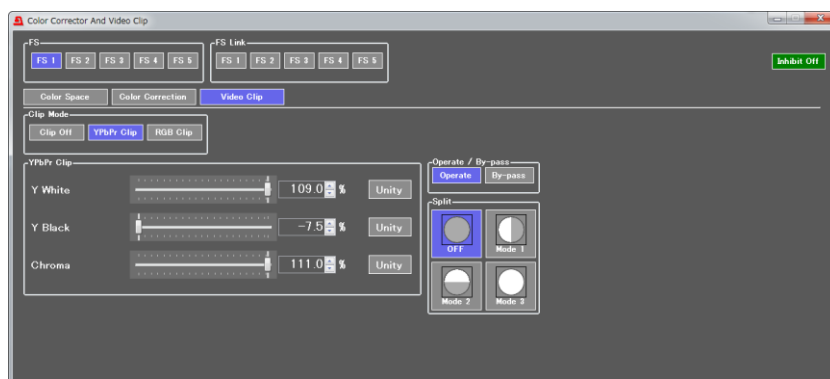 Color Corrector And Video Clip
FS
FS 1 FS 2 FS 3 FS 4 FS 5
FS Link
FS 1 FS 2 FS 3 FS 4 FS 5
Inhibit Off
Color Space Color Correction Video Clip
Clip Mode
Clip Off YPbPr Clip RGB Clip
YPbPr Clip
Y White 109.0 % Unity
Y Black -7.5 % Unity
Chroma 111.0 % Unity
Operate / By-pass
Operate By-pass
Split
OFF Mode 1
Mode 2 Mode 3